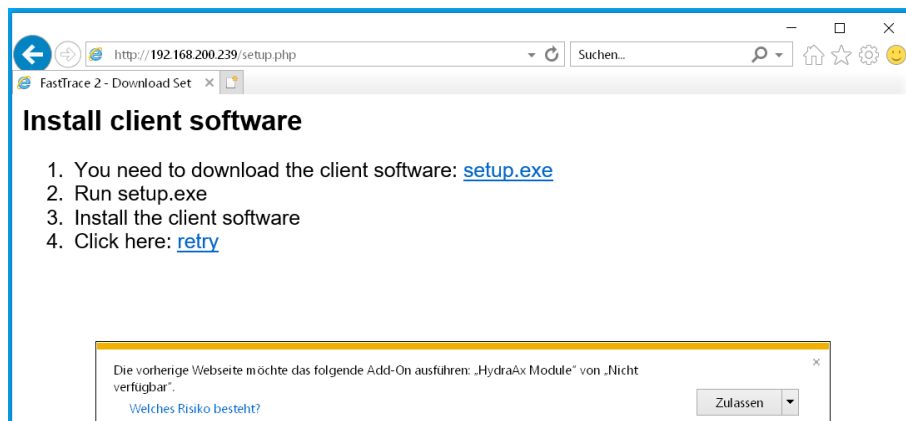 http://192.168.200.239/setup.php
Suchen...
FastTrace 2 - Download Set
Install client software
1. You need to download the client software: setup.exe
2. Run setup.exe
3. Install the client software
4. Click here: retry
Die vorherige Webseite möchte das folgende Add-On ausführen: „HydraAx Module“ von „Nicht
verfügbar“.
Welches Risiko besteht?
Zulassen